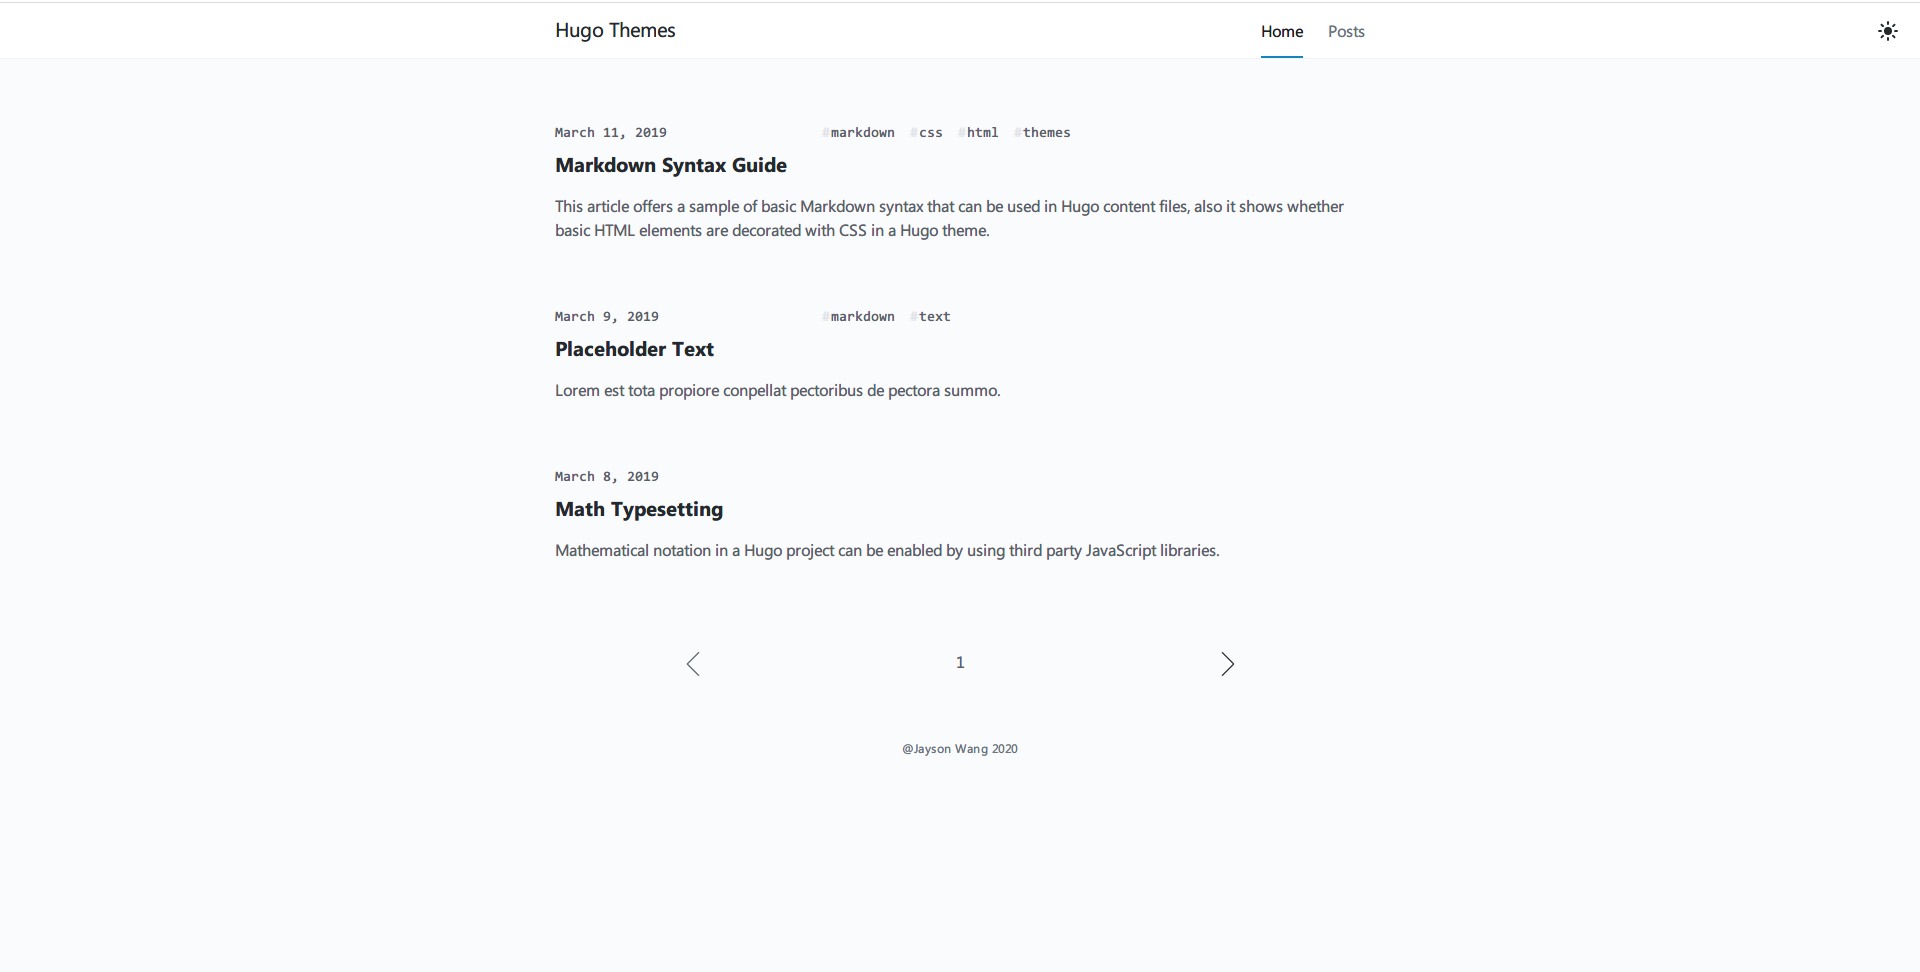 Hugo Themes Home Posts
March 11, 2019 #markdown #css #html #themes
Markdown Syntax Guide
This article offers a sample of basic Markdown syntax that can be used in Hugo content files, also it shows whether
basic HTML elements are decorated with CSS in a Hugo theme.
March 9, 2019 #markdown #text
Placeholder Text
Lorem est tota propiore conpellat pectoribus de pectora summo.
March 8, 2019
Math Typesetting
Mathematical notation in a Hugo project can be enabled by using third party JavaScript libraries.
1
@Jayson Wang 2020